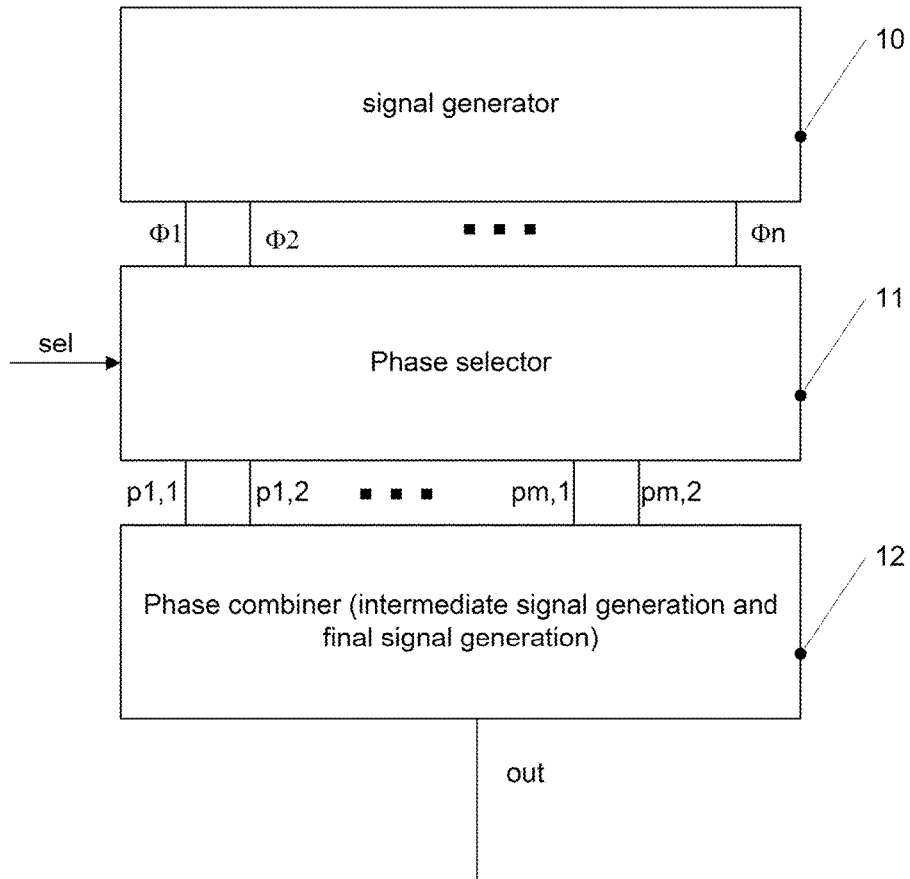 10
signal generator
Φ1
Φ2
Φn
11
sel
Phase selector
p1,1
p1,2
pm,1
pm,2
12
Phase combiner (intermediate signal generation and
final signal generation)
out